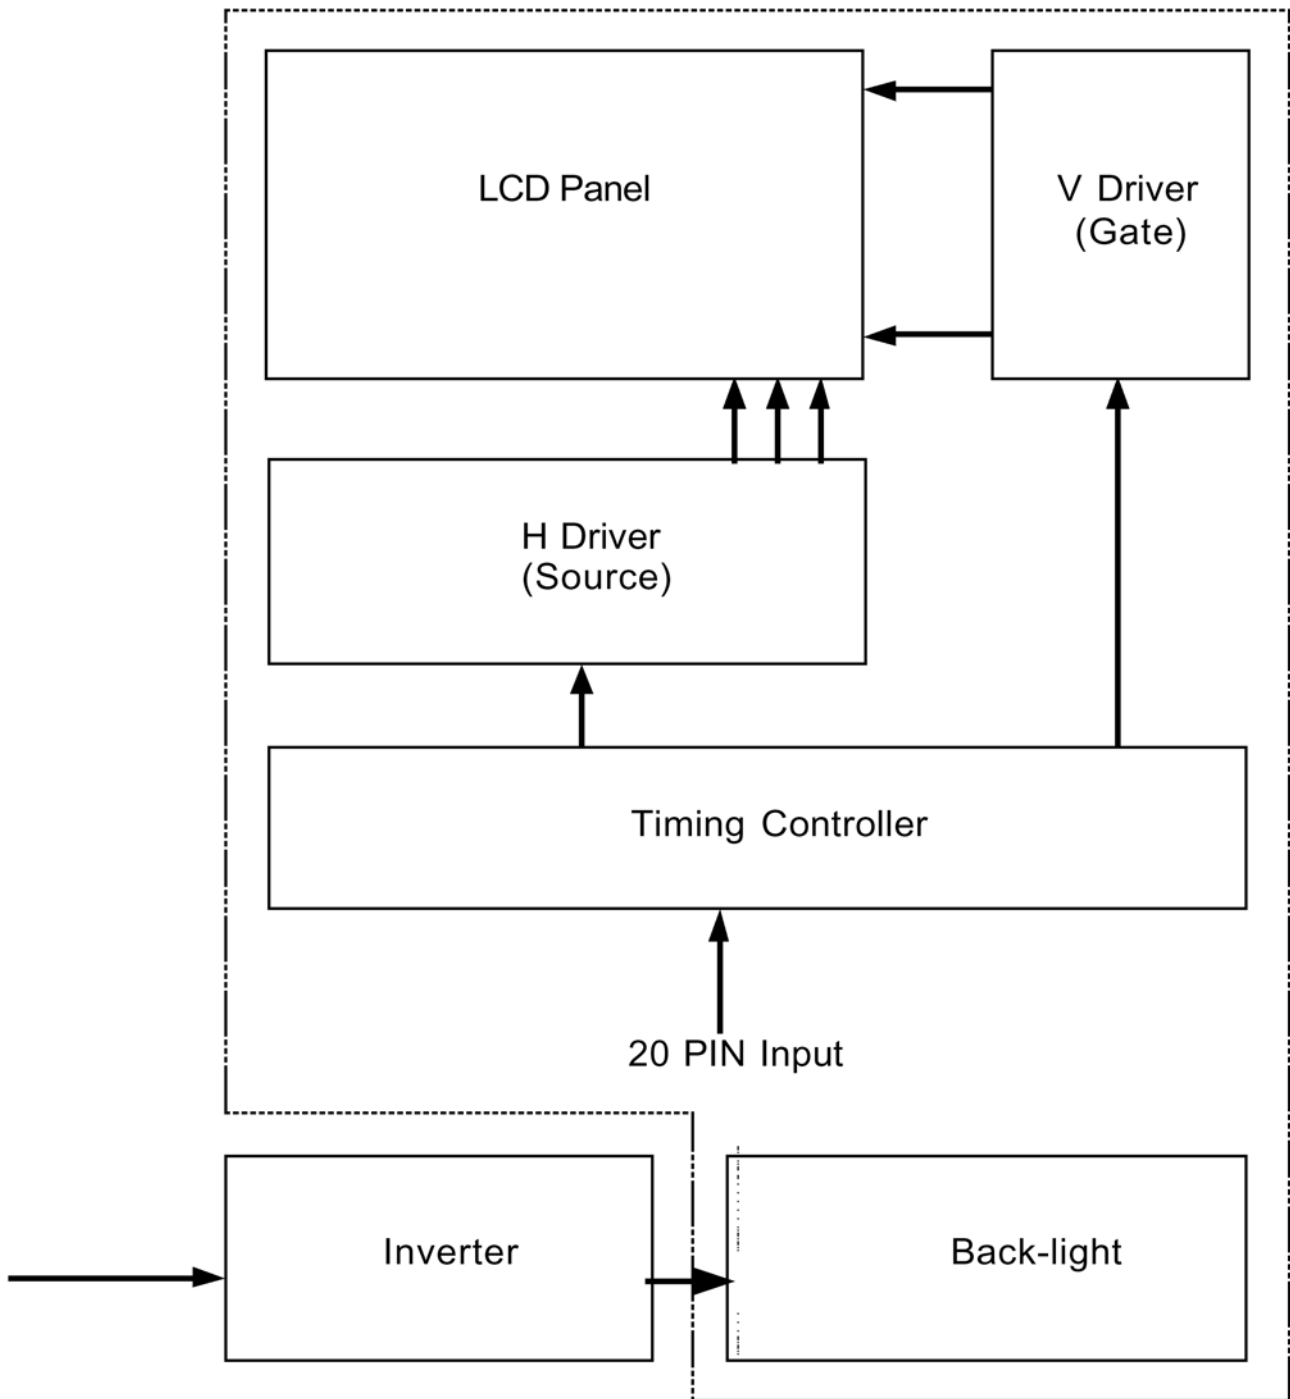 LCD Panel
V Driver
(Gate)
H Driver
(Source)
Timing Controller
20 PIN Input
Inverter
Back-light